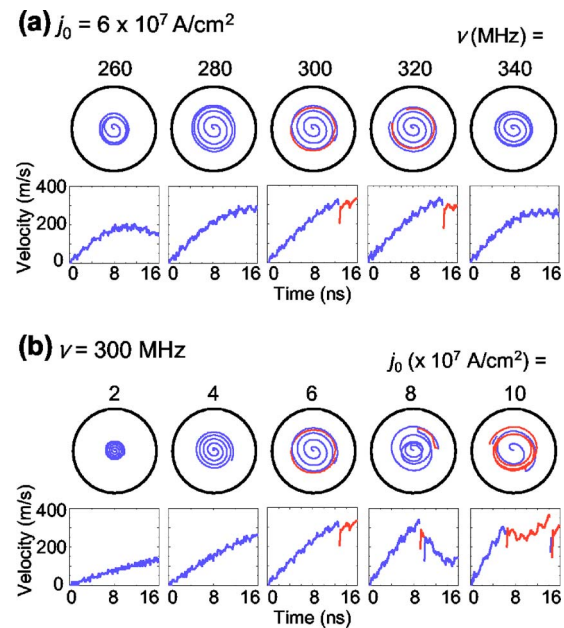 (a) j₀ = 6 x 10⁷ A/cm²
ν (MHz) =
260 280 300 320 340
Velocity (m/s)
400
200
0
0 8 16 0 8 16 0 8 16 0 8 16 0 8 16
Time (ns)
(b) ν = 300 MHz
j₀ (x 10⁷ A/cm²) =
2 4 6 8 10
Velocity (m/s)
400
200
0
0 8 16 0 8 16 0 8 16 0 8 16 0 8 16
Time (ns)